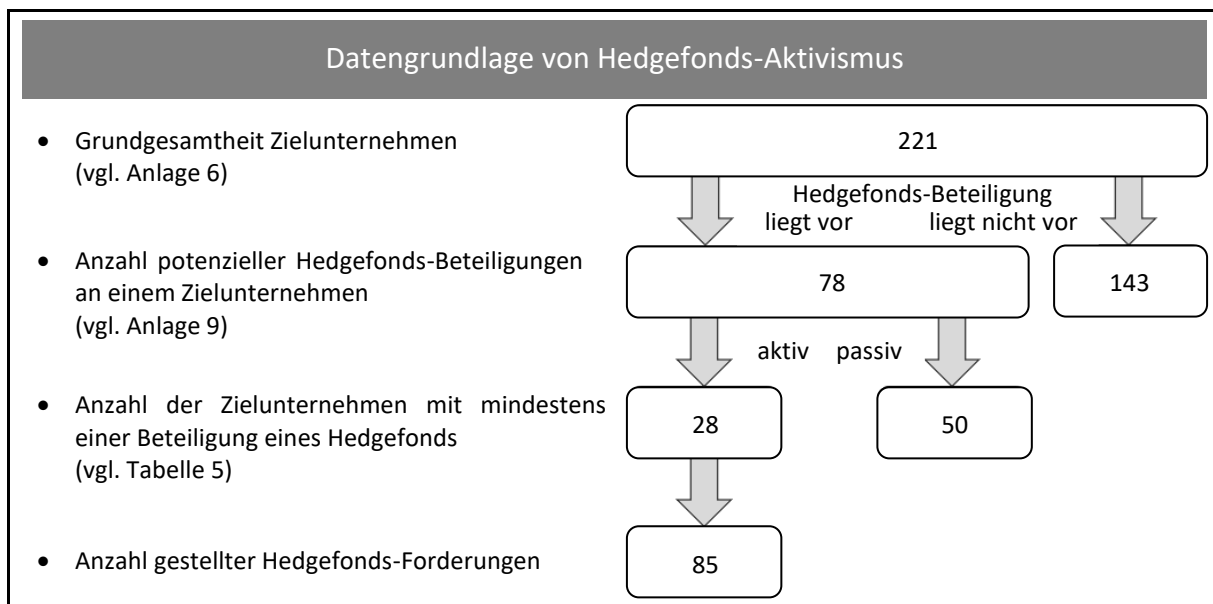 Datengrundlage von Hedgefonds-Aktivismus
• Grundgesamtheit Zielunternehmen
(vgl. Anlage 6)
221
Hedgefonds-Beteiligung
liegt vor liegt nicht vor
• Anzahl potenzieller Hedgefonds-Beteiligungen
an einem Zielunternehmen
(vgl. Anlage 9)
78 143
aktiv passiv
• Anzahl der Zielunternehmen mit mindestens
einer Beteiligung eines Hedgefonds
(vgl. Tabelle 5)
28 50
• Anzahl gestellter Hedgefonds-Forderungen
85